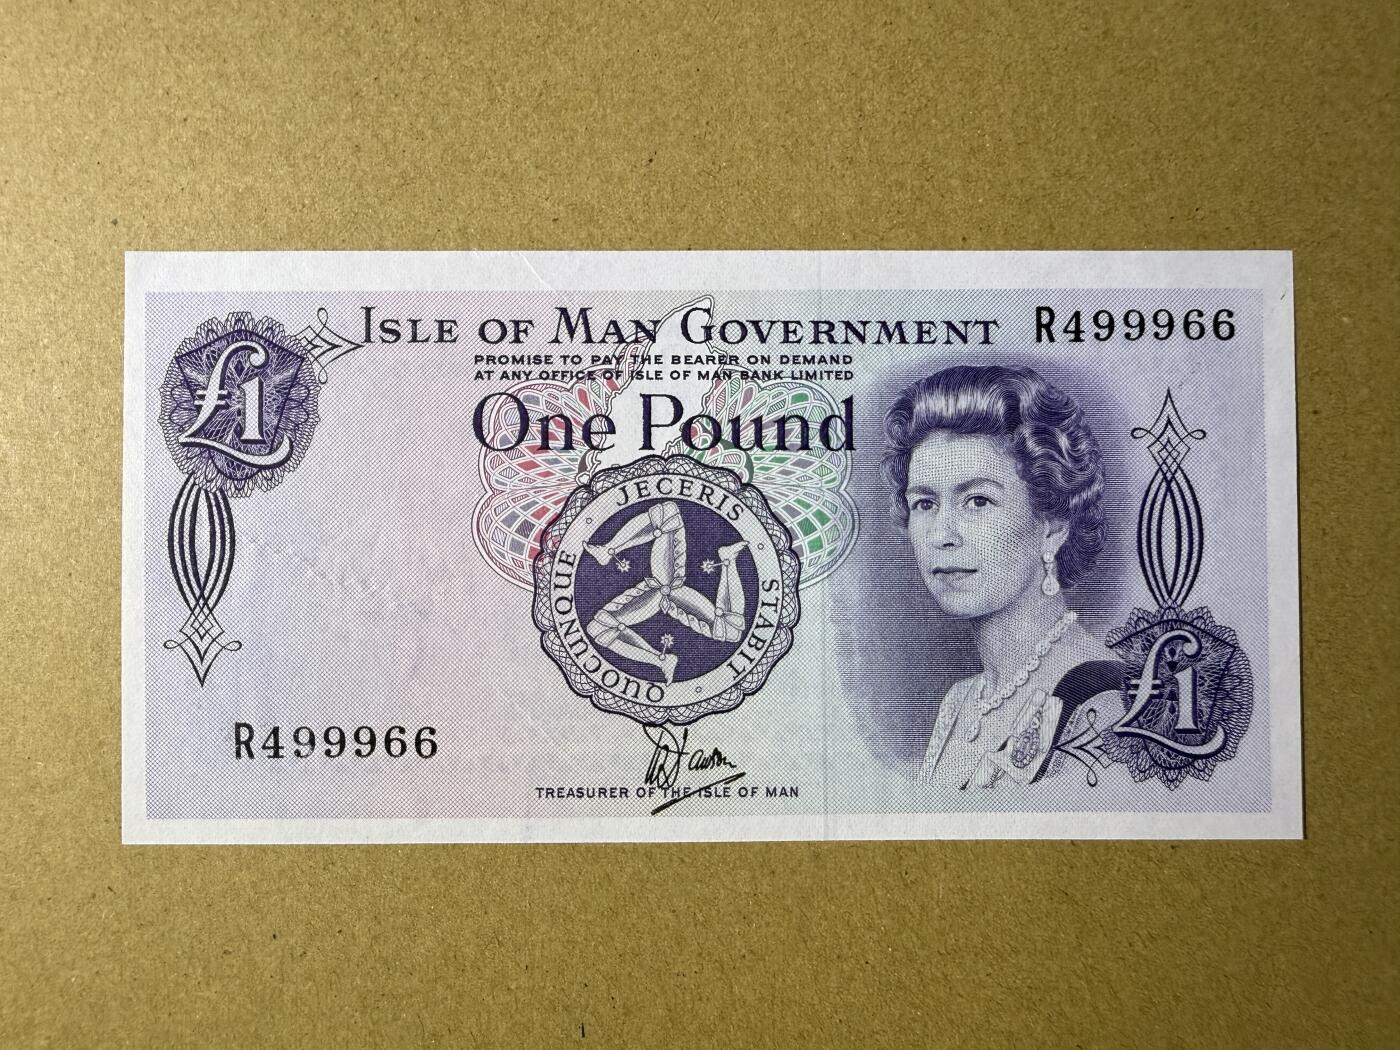 ISLE OF MAN GOVERNMENT
R499966
PROMISE TO PAY THE BEARER ON DEMAND
AT ANY OFFICE OF ISLE OF MAN BANK LIMITED
One Pound
£1
QUOCUNQUE JECERIS STABIT
£1
R499966
W Dawson
TREASURER OF THE ISLE OF MAN